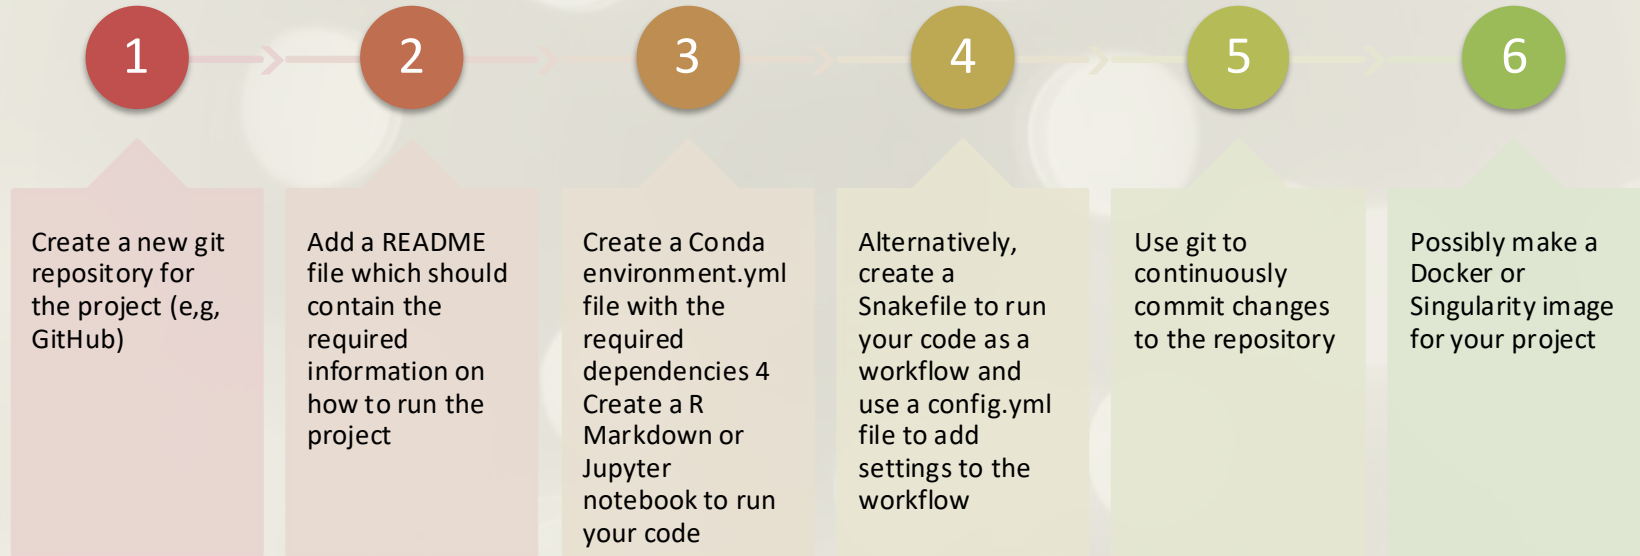 1
Create a new git
repository for
the project (e,g,
GitHub)
2
Add a README
file which should
contain the
required
information on
how to run the
project
3
Create a Conda
environment.yml
file with the
required
dependencies 4
Create a R
Markdown or
Jupyter
notebook to run
your code
4
Alternatively,
create a
Snakefile to run
your code as a
workflow and
use a config.yml
file to add
settings to the
workflow
5
Use git to
continuously
commit changes
to the repository
6
Possibly make a
Docker or
Singularity image
for your project